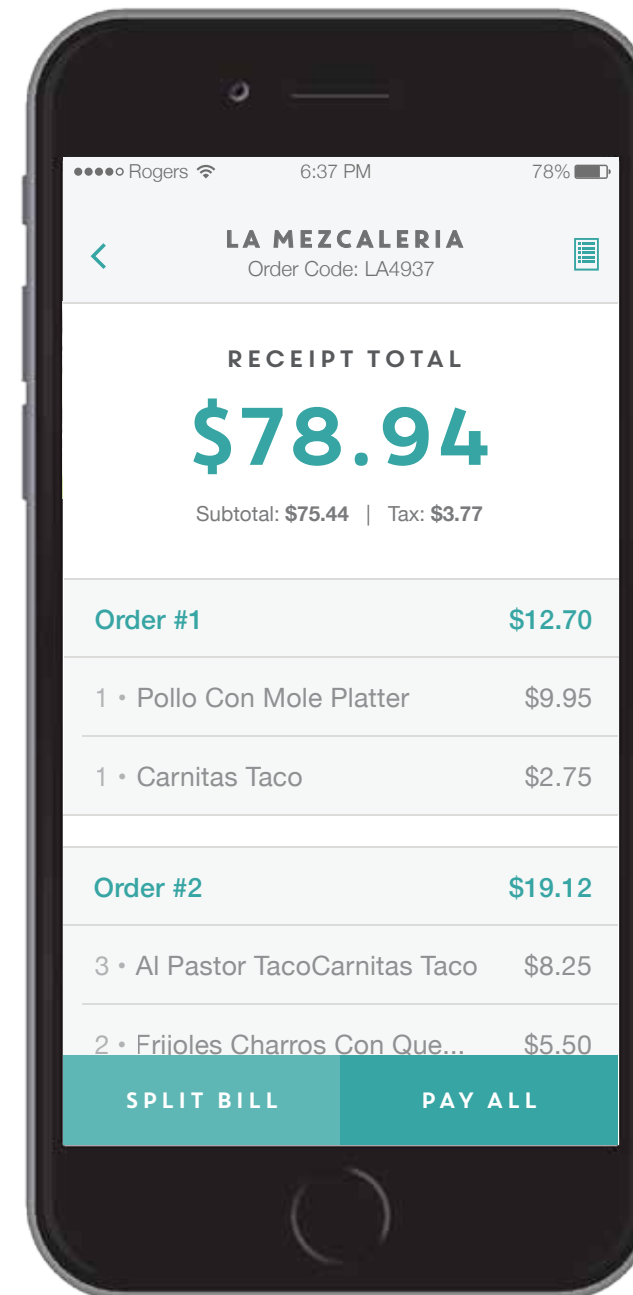 Rogers 6:37 PM 78%
LA MEZCALERIA
Order Code: LA4937
RECEIPT TOTAL
$78.94
Subtotal: $75.44 | Tax: $3.77
Order #1 $12.70
1 • Pollo Con Mole Platter $9.95
1 • Carnitas Taco $2.75
Order #2 $19.12
3 • Al Pastor TacoCarnitas Taco $8.25
2 • Frijoles Charros Con Que... $5.50
SPLIT BILL PAY ALL